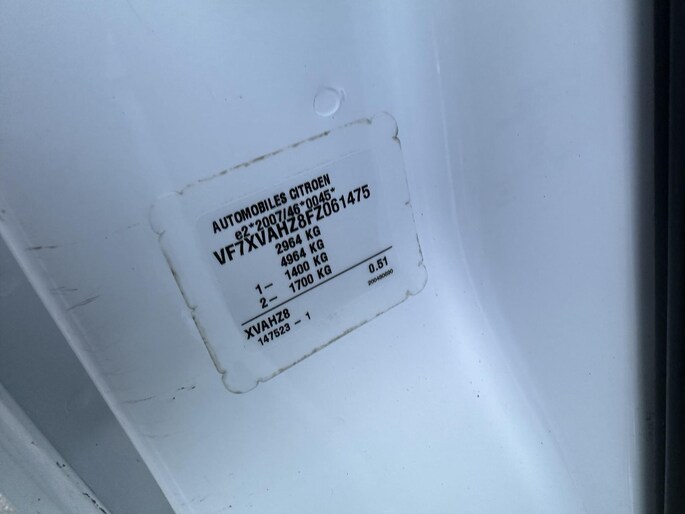 AUTOMOBILES CITROEN
e2*2007/46*0045*
VF7XVAHZ8FZ061475
2964 KG
4964 KG
1- 1400 KG
2- 1700 KG
0.51
XVAHZ8
147523 - 1